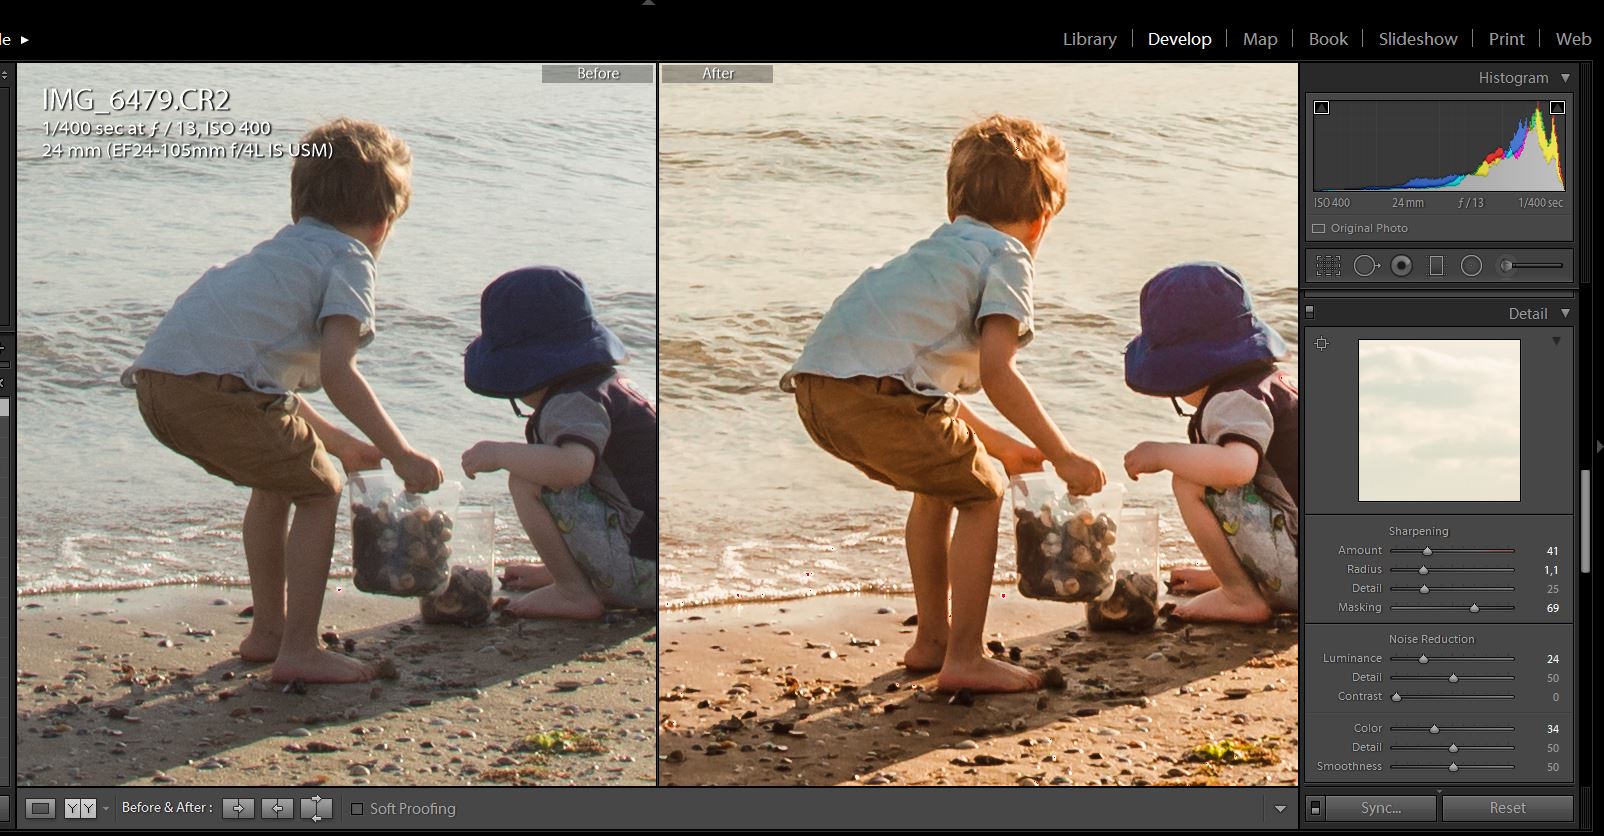 Library | Develop | Map | Book | Slideshow | Print | Web
Before
After
IMG_6479.CR2
1/400 sec at ƒ / 13, ISO 400
24 mm (EF24-105mm f/4L IS USM)
Histogram
ISO 400 24 mm ƒ / 13 1/400 sec
Original Photo
Detail
Sharpening
Amount 41
Radius 1,1
Detail 25
Masking 69
Noise Reduction
Luminance 24
Detail 50
Contrast 0
Color 34
Detail 50
Smoothness 50
Y Y Before & After : Soft Proofing
Sync... Reset